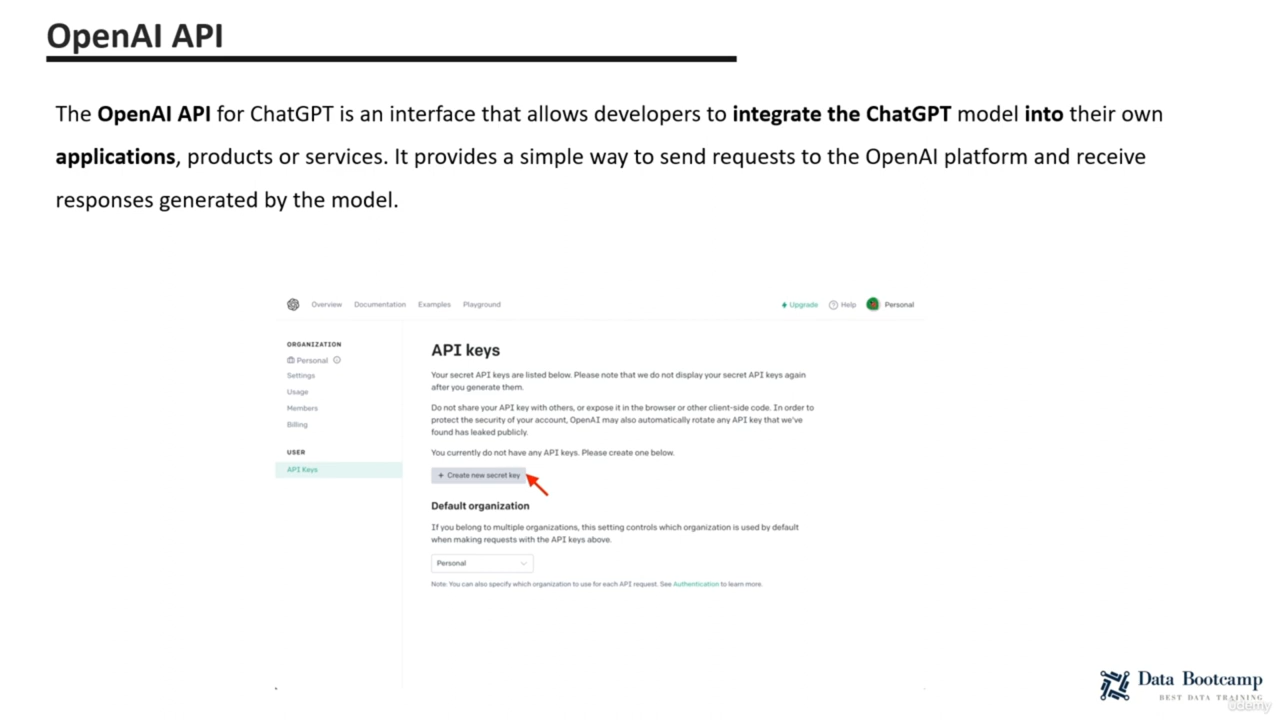 OpenAI API
The OpenAI API for ChatGPT is an interface that allows developers to integrate the ChatGPT model into their own
applications, products or services. It provides a simple way to send requests to the OpenAI platform and receive
responses generated by the model.
Overview Documentation Examples Playground Upgrade Help Personal
ORGANIZATION
Personal
Settings
Usage
Members
Billing
USER
API Keys
API keys
Your secret API keys are listed below. Please note that we do not display your secret API keys again
after you generate them.
Do not share your API key with others, or expose it in the browser or other client-side code. In order to
protect the security of your account, OpenAI may also automatically rotate any API key that we've
found has leaked publicly.
You currently do not have any API keys. Please create one below.
+ Create new secret key
Default organization
If you belong to multiple organizations, this setting controls which organization is used by default
when making requests with the API keys above.
Personal
Note: You can also specify which organization to use for each API request. See Authentication to learn more.
Data Bootcamp
BEST DATA TRAINING
udemy